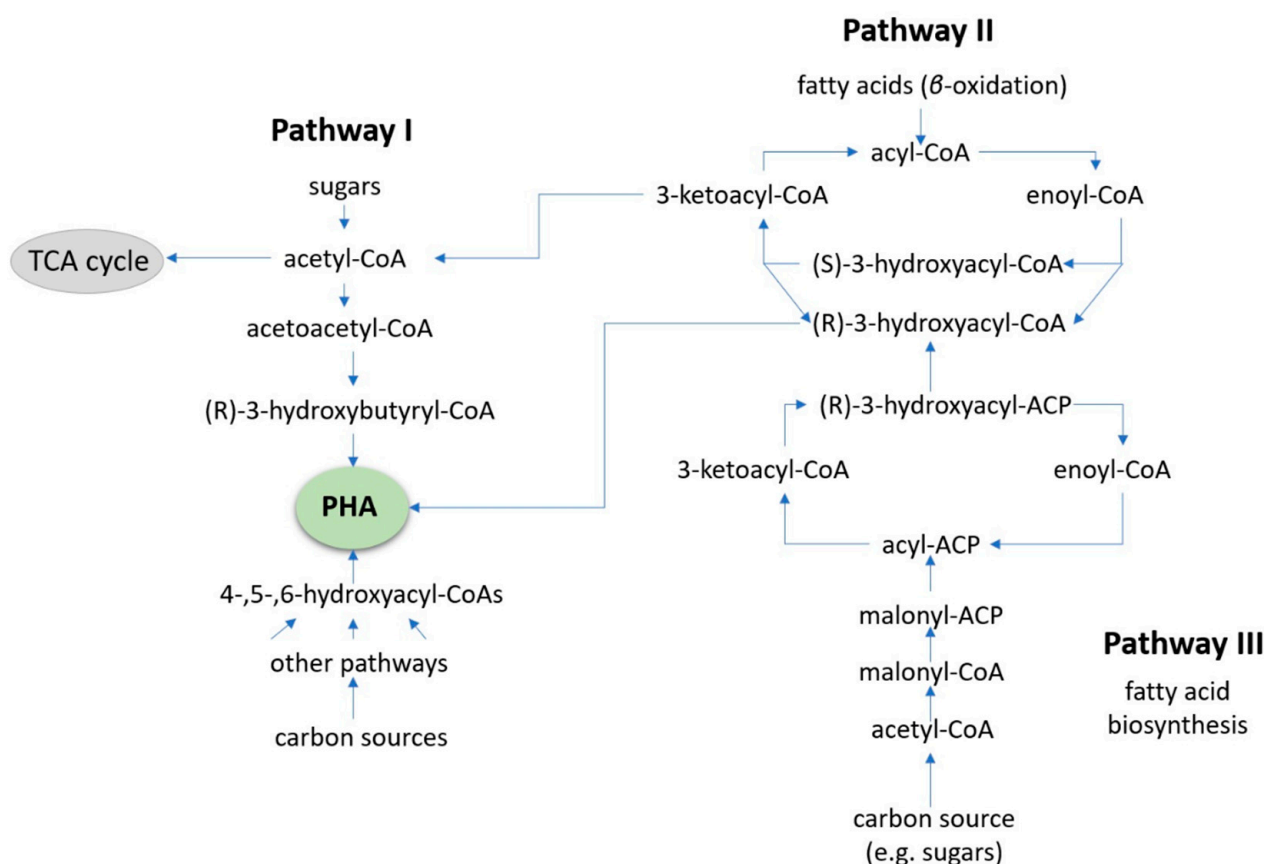 Pathway I
sugars
acetyl-CoA
TCA cycle
acetoacetyl-CoA
(R)-3-hydroxybutyryl-CoA
PHA
4-,5-,6-hydroxyacyl-CoAs
other pathways
carbon sources
Pathway II
fatty acids (β-oxidation)
acyl-CoA
3-ketoacyl-CoA
enoyl-CoA
(S)-3-hydroxyacyl-CoA
(R)-3-hydroxyacyl-CoA
(R)-3-hydroxyacyl-ACP
3-ketoacyl-CoA
enoyl-CoA
acyl-ACP
malonyl-ACP
malonyl-CoA
acetyl-CoA
carbon source
(e.g. sugars)
Pathway III
fatty acid
biosynthesis